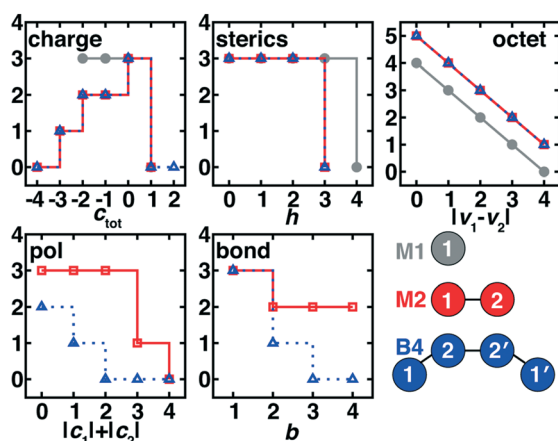 charge
4
3
2
1
0
-4 -3 -2 -1 0 1 2
c_tot
sterics
4
3
2
1
0
0 1 2 3 4
h
octet
5
4
3
2
1
0
0 1 2 3 4
|v₁-v₂|
pol
4
3
2
1
0
0 1 2 3 4
|c₁|+|c₂|
bond
4
3
2
1
0
1 2 3 4
b
M1 1
M2 1 2
B4 1 2 2′ 1′